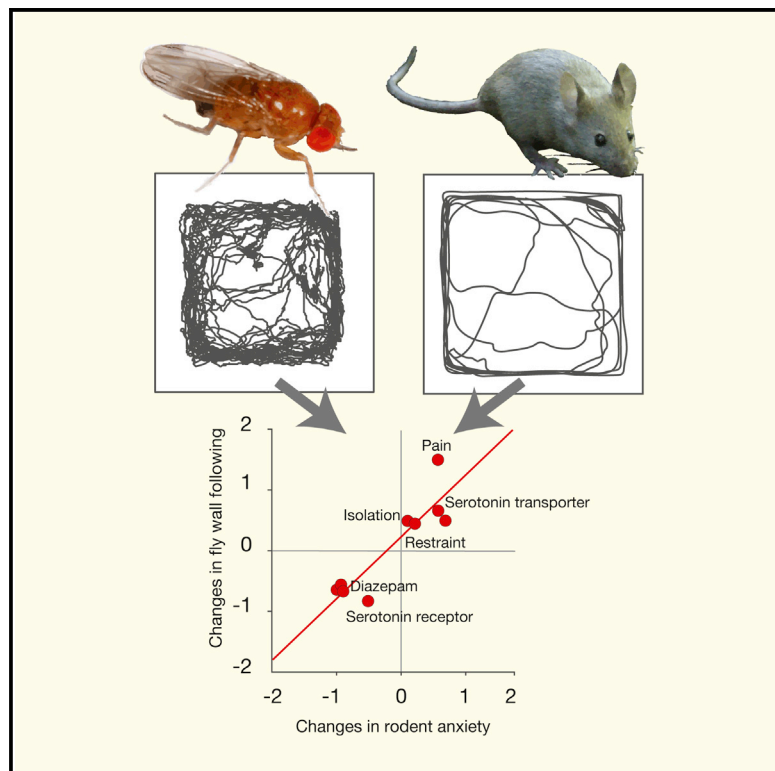 2
Pain
1
Serotonin transporter
Isolation
Changes in fly wall following
0
Restraint
Diazepam
-1
Serotonin receptor
-2
-2 -1 0 1 2
Changes in rodent anxiety